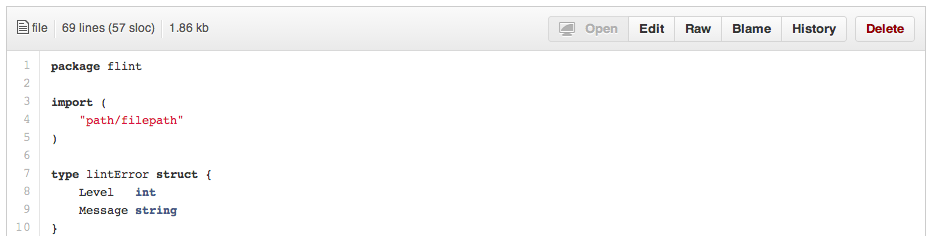 file 69 lines (57 sloc) 1.86 kb Open Edit Raw Blame History Delete
1 package flint
2
3 import (
4 "path/filepath"
5 )
6
7 type lintError struct {
8 Level int
9 Message string
10 }